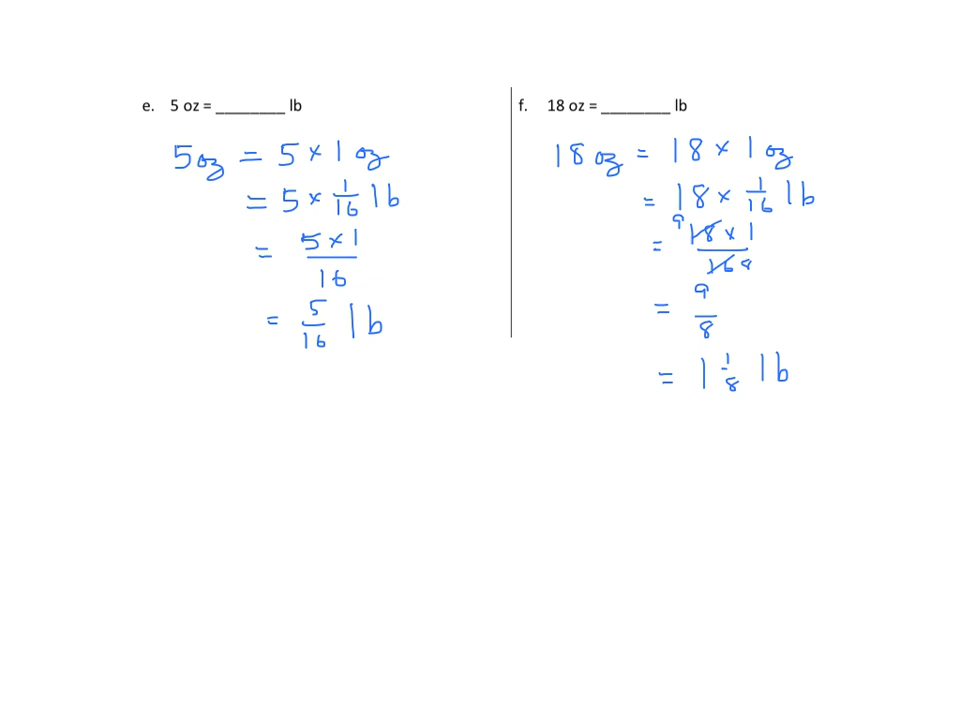 e. 5 oz = ________ lb
5 oz = 5 × 1 oz
= 5 × 1/16 lb
= 5 × 1 / 16
= 5/16 lb
f. 18 oz = ________ lb
18 oz = 18 × 1 oz
= 18 × 1/16 lb
= 9 18 × 1 / 16 8
= 9/8
= 1 1/8 lb